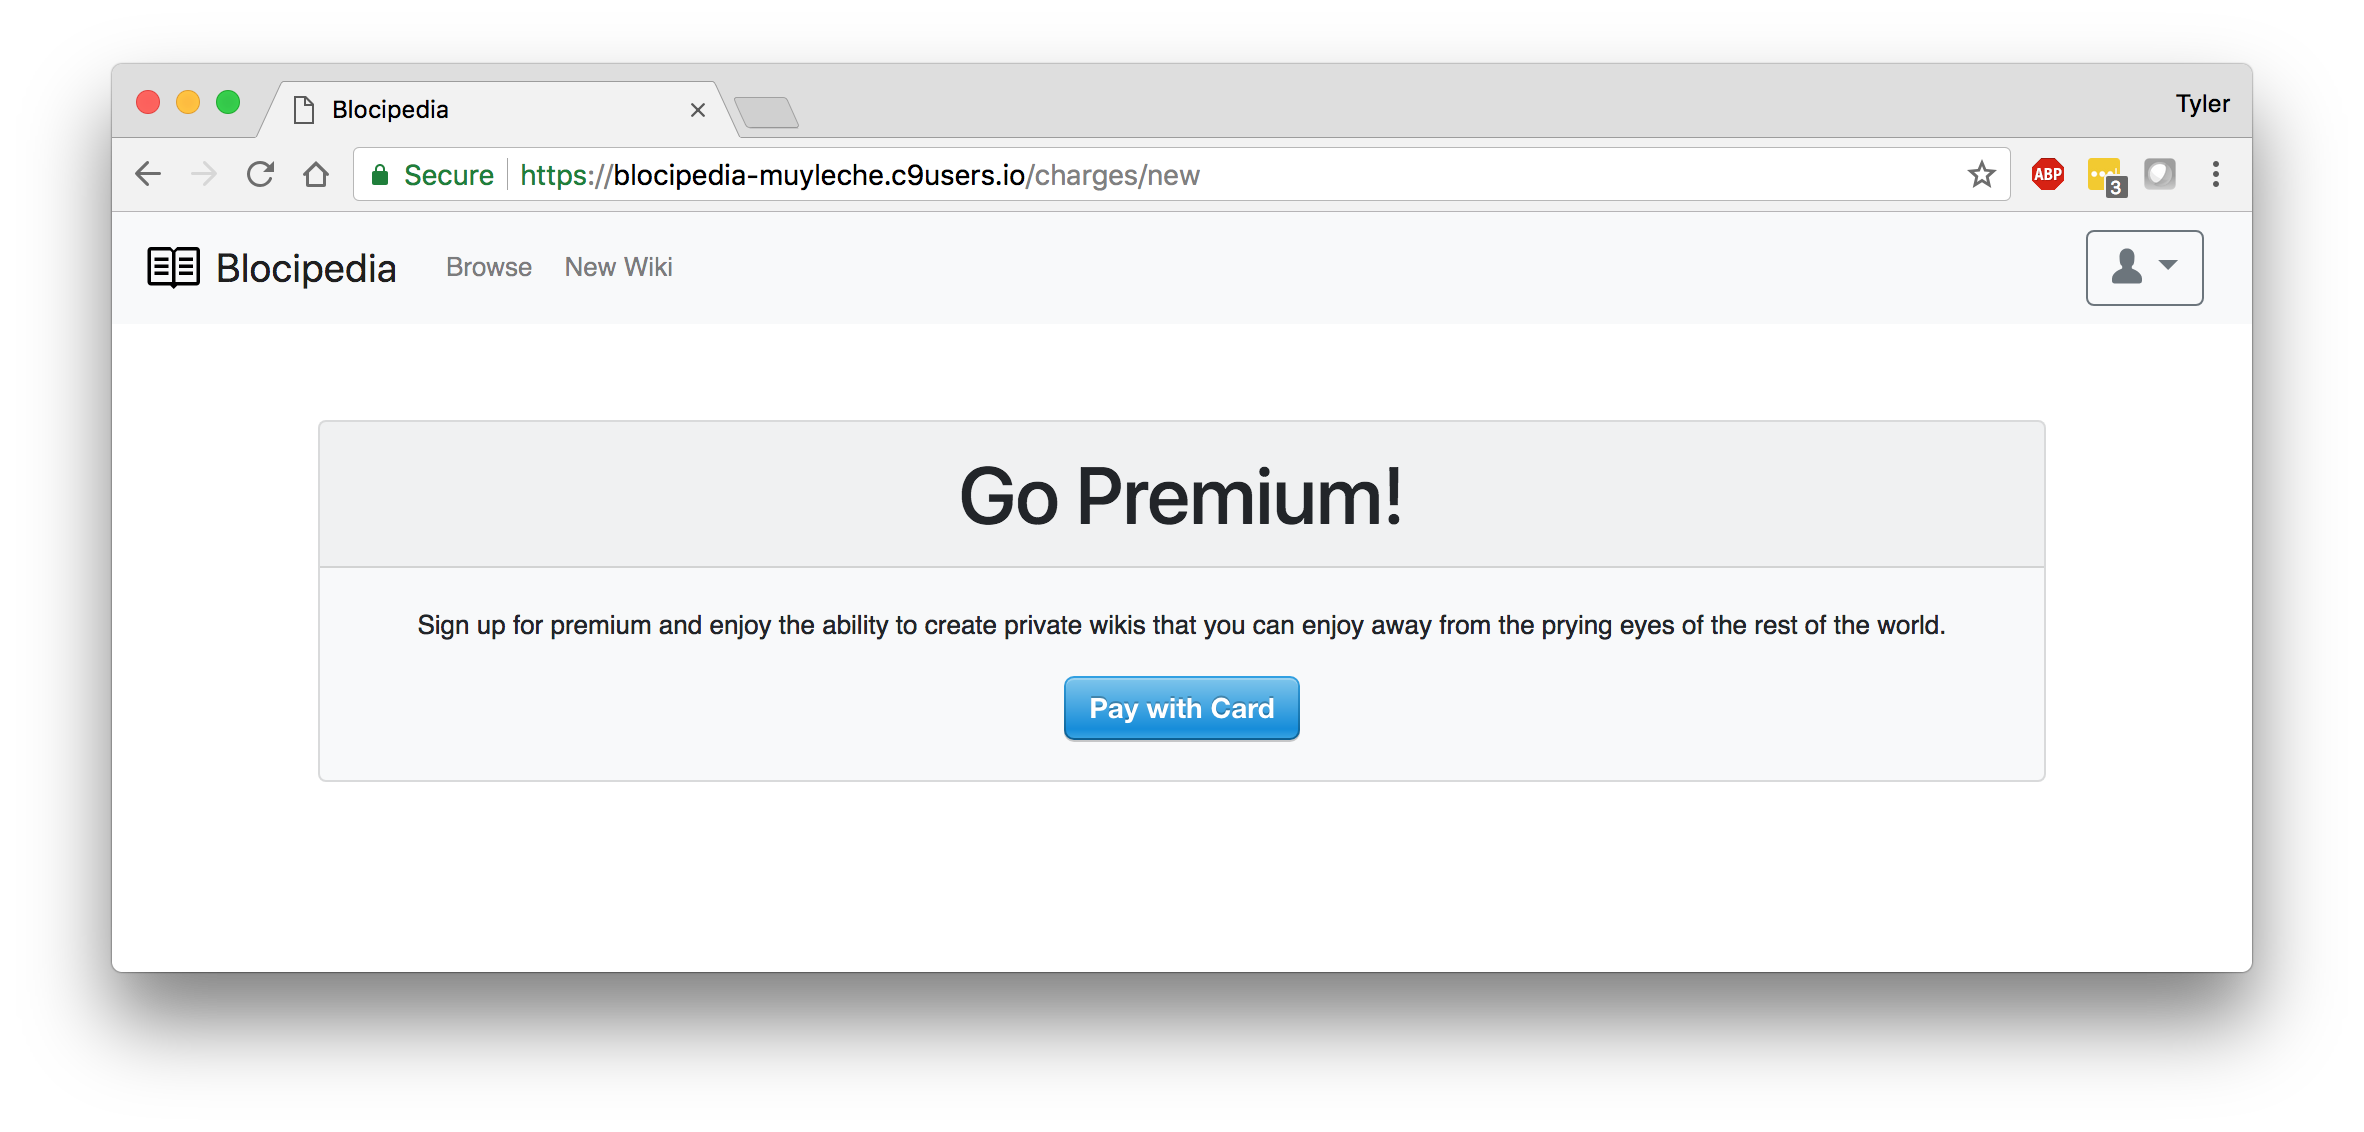 Blocipedia
Tyler
Secure https://blocipedia-muyleche.c9users.io/charges/new
ABP
3
Blocipedia Browse New Wiki
Go Premium!
Sign up for premium and enjoy the ability to create private wikis that you can enjoy away from the prying eyes of the rest of the world.
Pay with Card